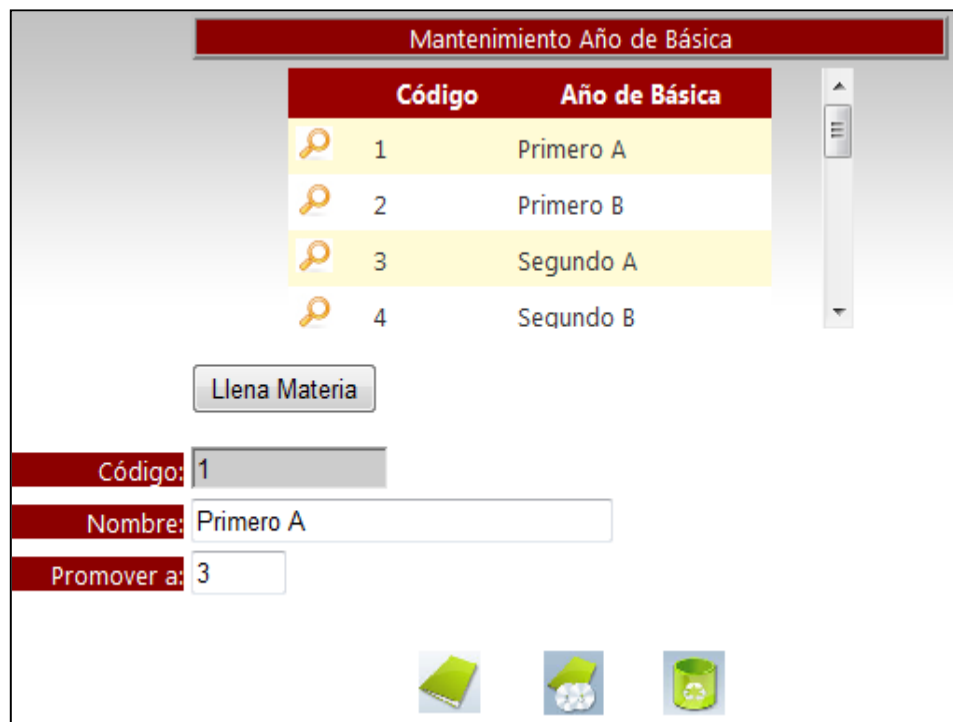 Mantenimiento Año de Básica
Código Año de Básica
1 Primero A
2 Primero B
3 Segundo A
4 Segundo B
Llena Materia
Código: 1
Nombre: Primero A
Promover a: 3